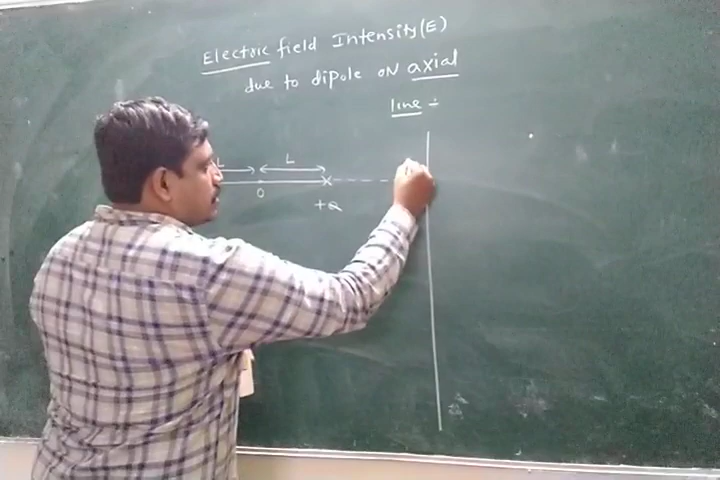 Electric field Intensity(E)
due to dipole on axial
line ÷
L L
O
+Q